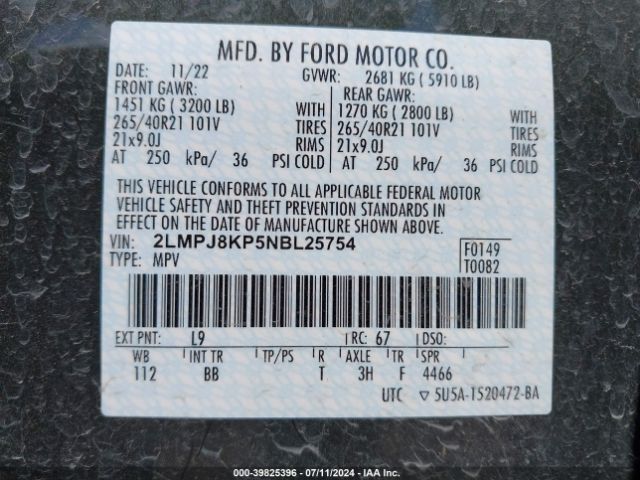 MFD. BY FORD MOTOR CO.
DATE: 11/22 GVWR: 2681 KG ( 5910 LB)
FRONT GAWR: REAR GAWR:
1451 KG ( 3200 LB) WITH 1270 KG ( 2800 LB) WITH
265/40R21 101V TIRES 265/40R21 101V TIRES
21x9.0J RIMS 21x9.0J RIMS
AT 250 kPa/ 36 PSI COLD AT 250 kPa/ 36 PSI COLD
THIS VEHICLE CONFORMS TO ALL APPLICABLE FEDERAL MOTOR
VEHICLE SAFETY AND THEFT PREVENTION STANDARDS IN
EFFECT ON THE DATE OF MANUFACTURE SHOWN ABOVE.
VIN: 2LMPJ8KP5NBL25754 F0149
TYPE: MPV T0082
EXT PNT: L9 RC: 67 DSO:
WB INT TR TP/PS R AXLE TR SPR
112 BB T 3H F 4466
UTC ▽ 5U5A-1520472-BA
000-39825396 - 07/11/2024 - IAA Inc.